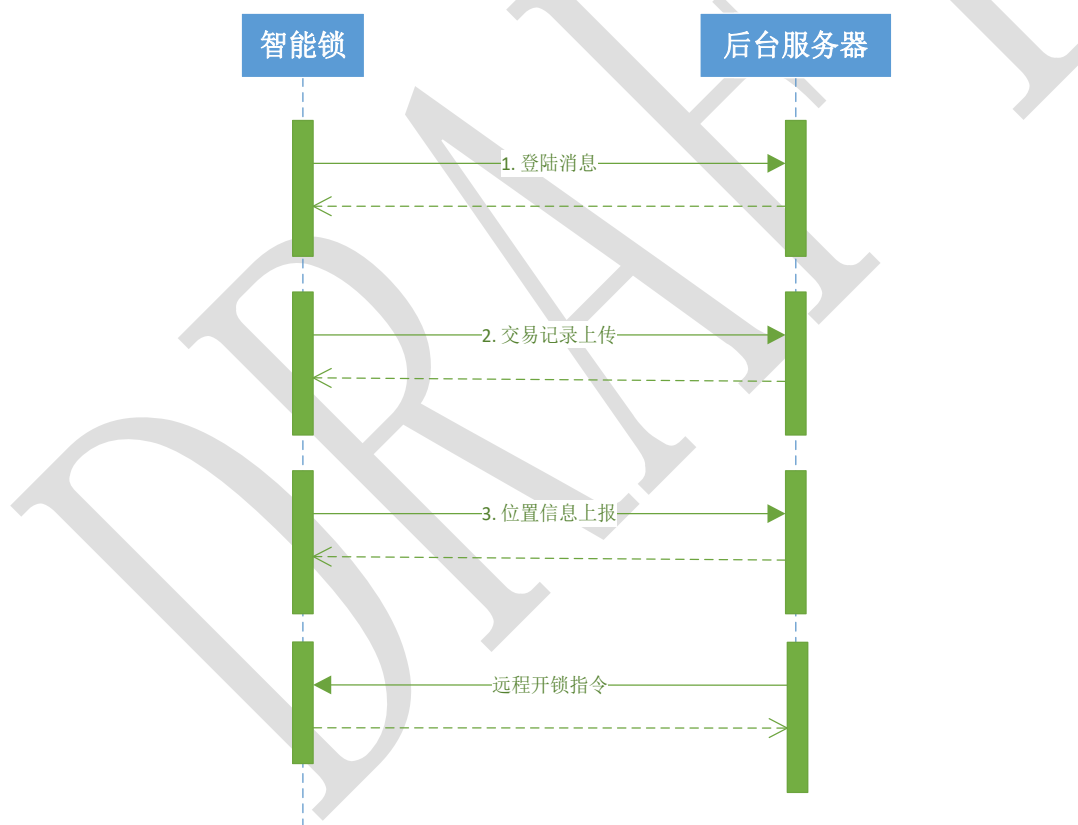 智能锁
后台服务器
1. 登陆消息
2. 交易记录上传
3. 位置信息上报
远程开锁指令
DRAFT